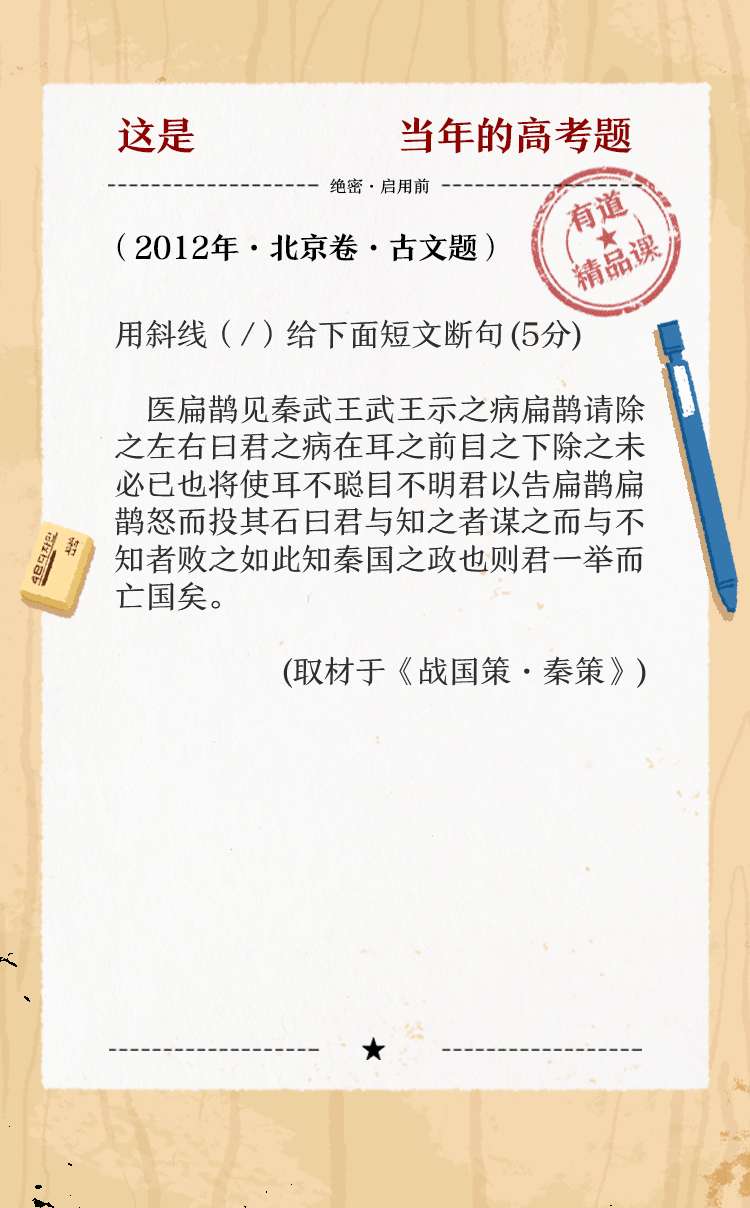 这是 当年的高考题
绝密·启用前
有道
精品课
（2012年·北京卷·古文题）
用斜线（/）给下面短文断句(5分)
医扁鹊见秦武王武王示之病扁鹊请除
之左右曰君之病在耳之前目之下除之未
必已也将使耳不聪目不明君以告扁鹊扁
鹊怒而投其石曰君与知之者谋之而与不
知者败之如此知秦国之政也则君一举而
亡国矣。
(取材于《战国策·秦策》)